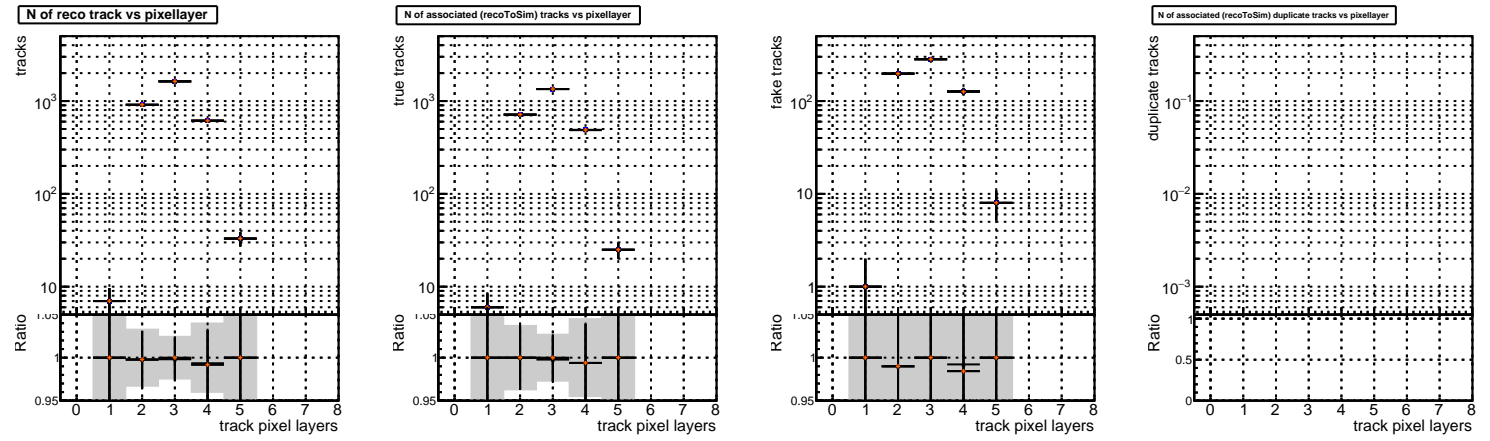 N of reco track vs pixellayer
tracks
10³
10²
10
1.05
Ratio
1
0.95
0 1 2 3 4 5 6 7 8
track pixel layers
N of associated (recoToSim) tracks vs pixellayer
true tracks
10³
10²
10
1.05
Ratio
1
0.95
0 1 2 3 4 5 6 7 8
track pixel layers
fake tracks
10²
10
1
1.05
Ratio
1
0.95
0 1 2 3 4 5 6 7 8
track pixel layers
N of associated (recoToSim) duplicate tracks vs pixellayer
duplicate tracks
10⁻¹
10⁻²
10⁻³
Ratio
1
0.5
0
0 1 2 3 4 5 6 7 8
track pixel layers